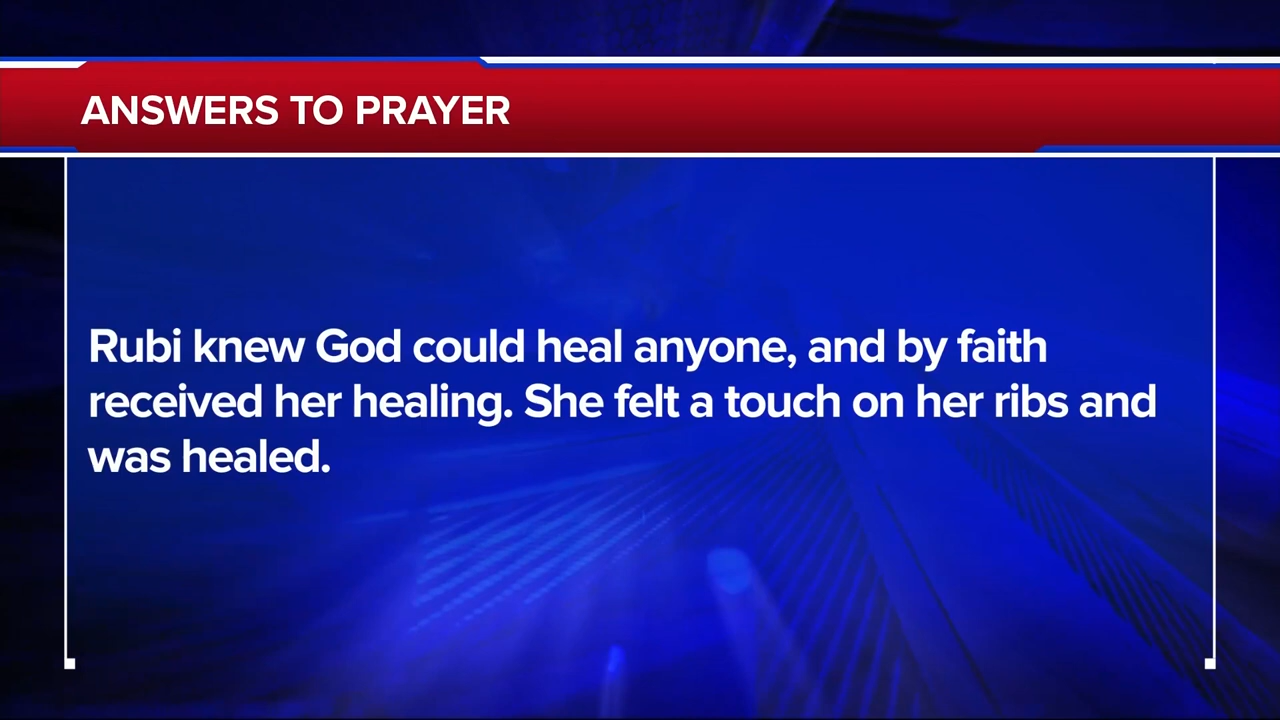 ANSWERS TO PRAYER
Rubi knew God could heal anyone, and by faith
received her healing. She felt a touch on her ribs and
was healed.